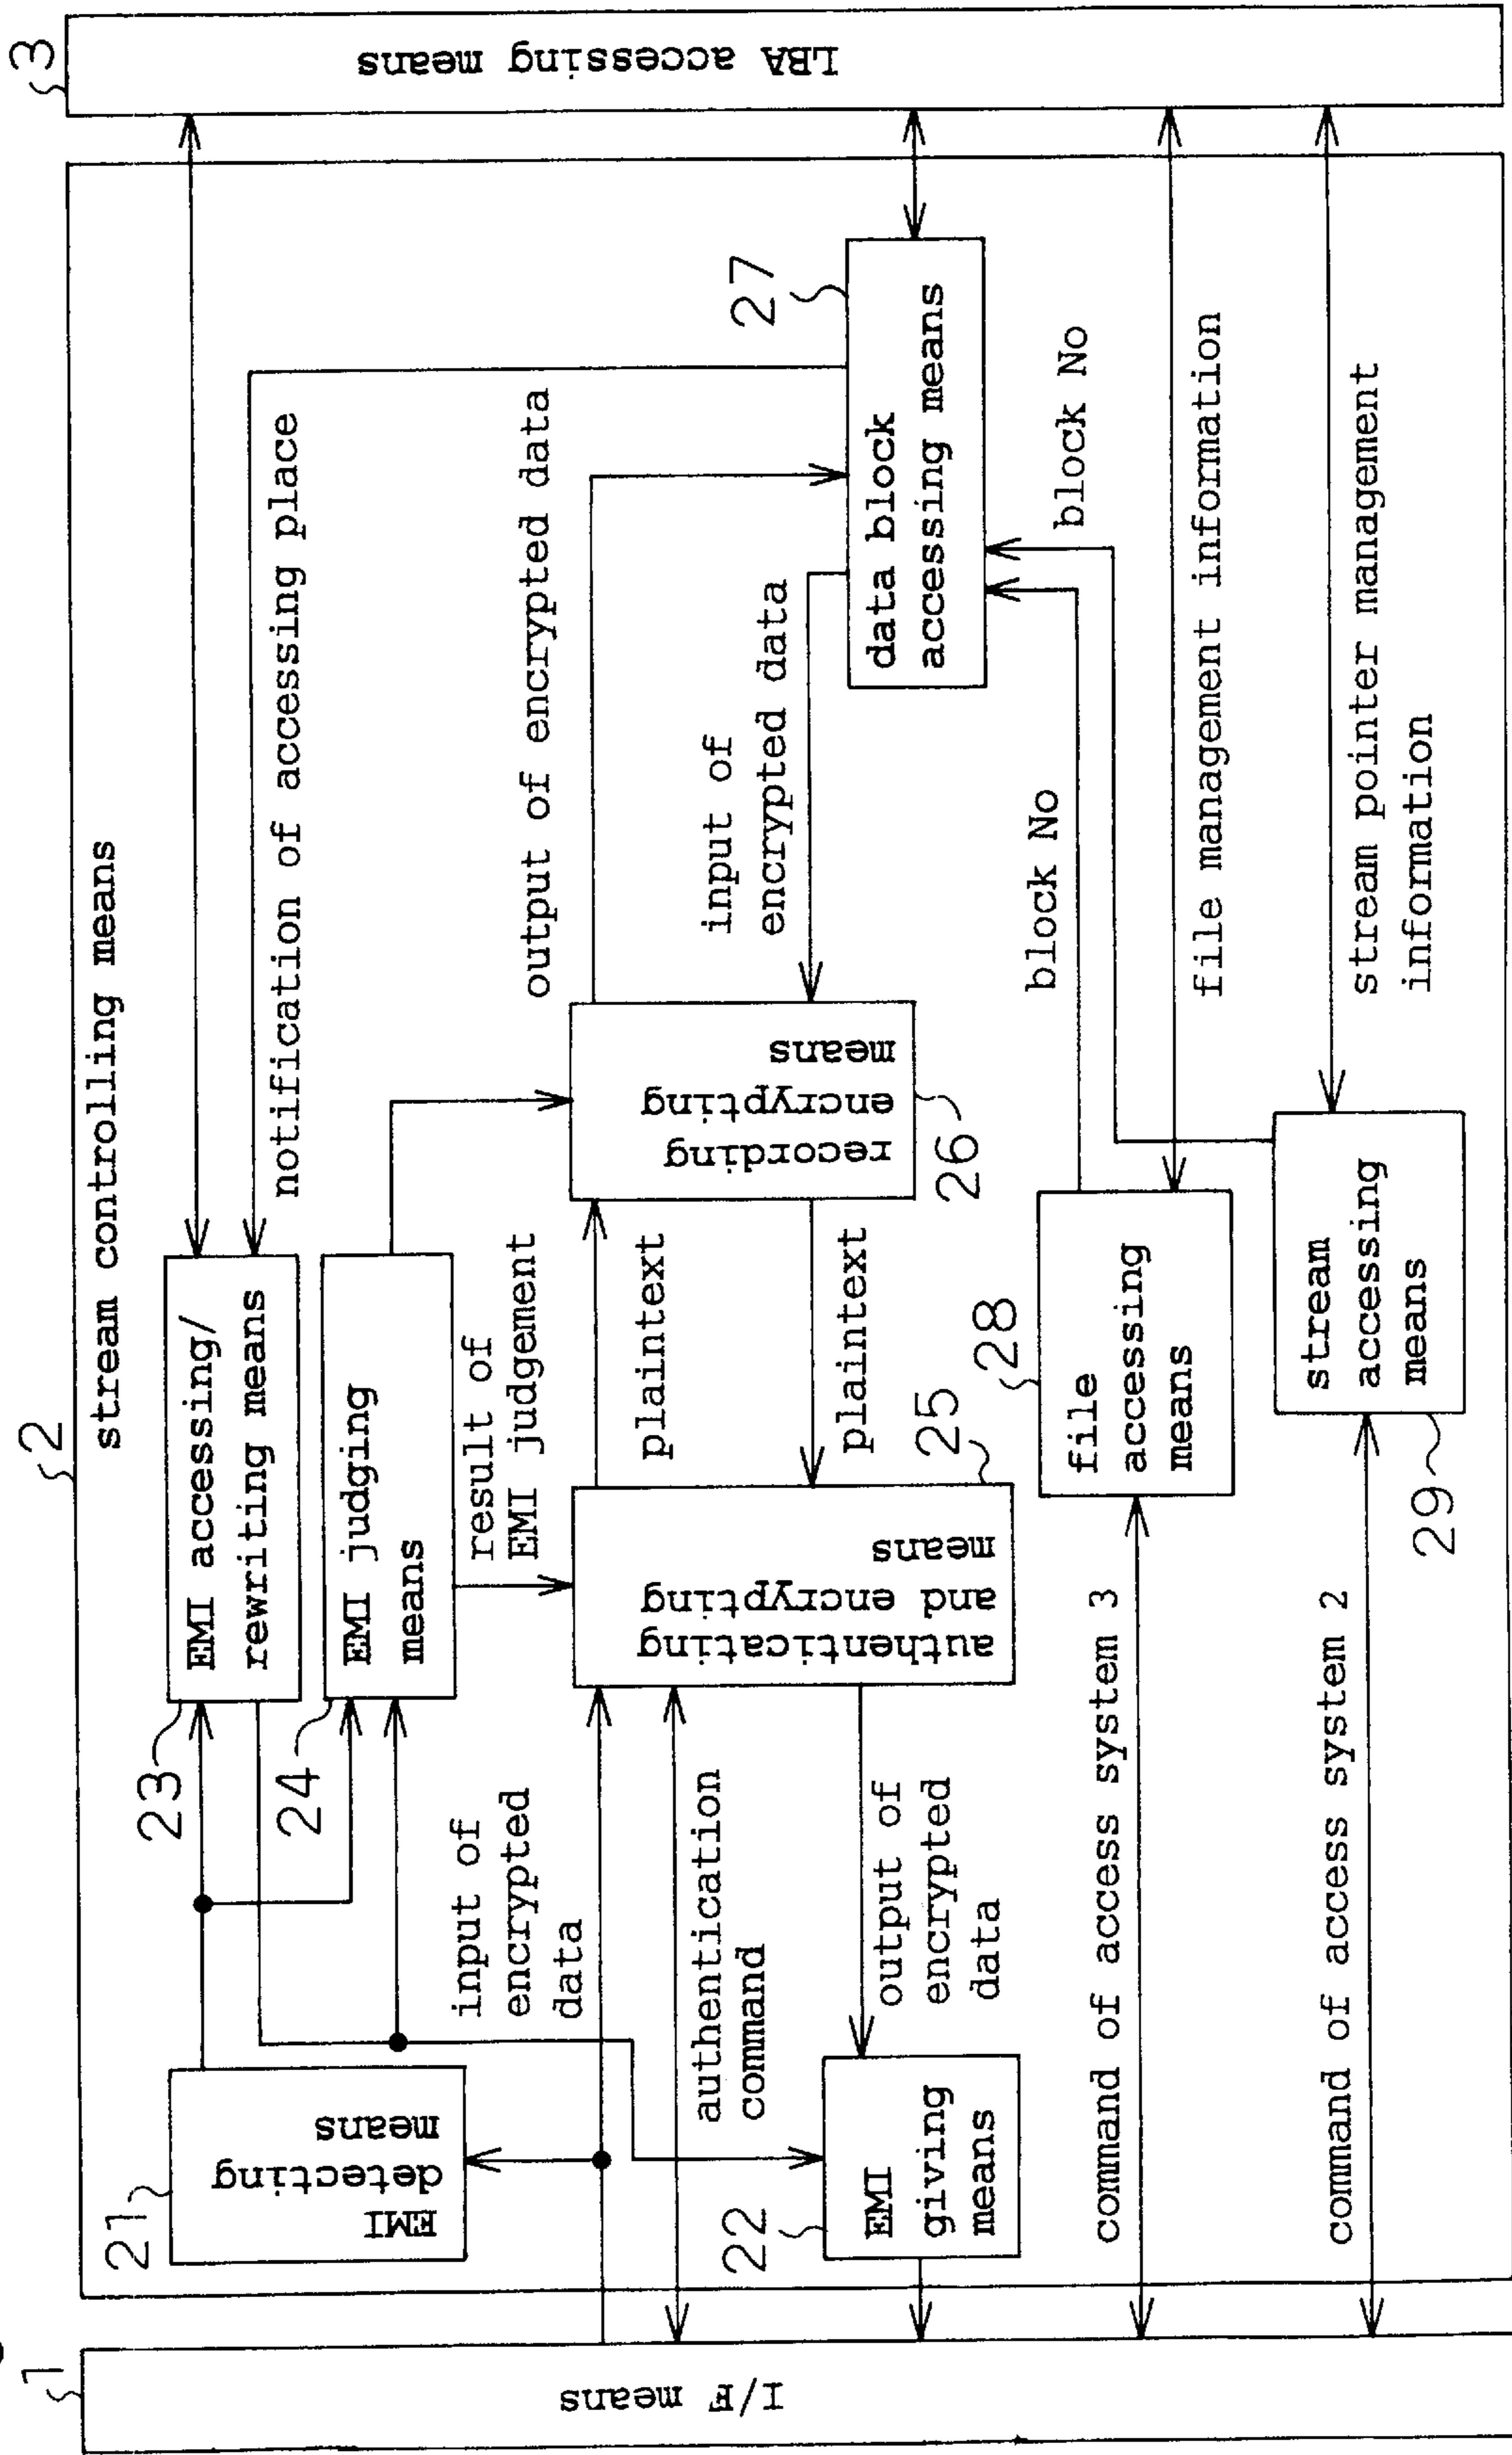 1
I/F means
2
stream controlling means
3
LBA accessing means
21
EMI
detecting
means
23
EMI accessing/
rewriting means
notification of accessing place
24
EMI judging
means
result of
EMI judgement
input of
encrypted
data
authentication
command
22
EMI
giving
means
output of
encrypted
data
25
authenticating
and encrypting
means
plaintext
plaintext
26
recording
encrypting
means
output of encrypted data
input of
encrypted data
27
data block
accessing means
block No
block No
28
file
accessing
means
command of access system 3
file management information
29
stream
accessing
means
command of access system 2
stream pointer management
information